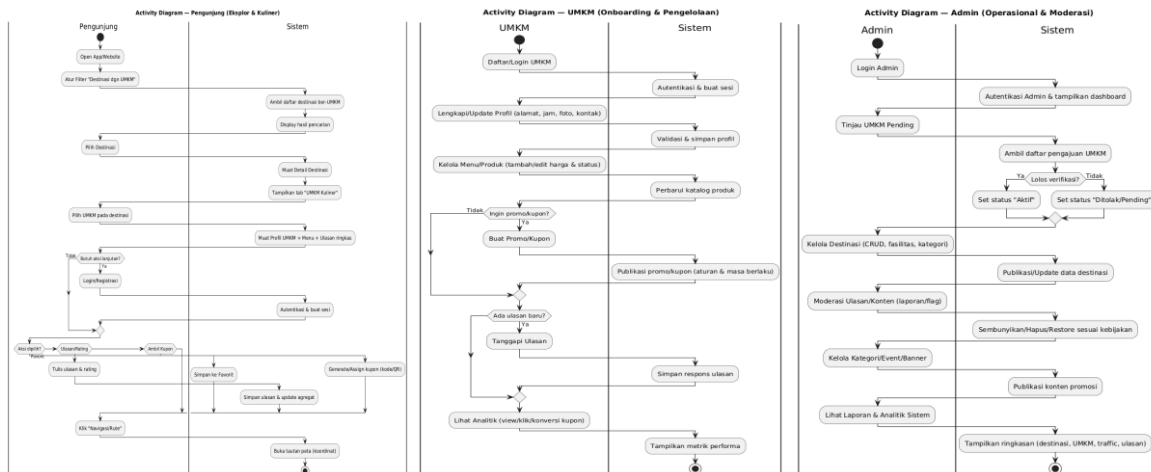 Activity Diagram — Pengunjung (Eksplor & Kuliner)
Pengunjung
Sistem
Open App/Website
Atur Filter "Destinasi dgn UMKM"
Ambil daftar destinasi ber-UMKM
Display hasil pencarian
Pilih Destinasi
Muat Detail Destinasi
Tampilkan tab "UMKM Kuliner"
Pilih UMKM pada destinasi
Muat Profil UMKM + Menu + Ulasan ringkas
Butuh aksi lanjutan?
Tidak
Ya
Login/Registrasi
Autentikasi & buat sesi
Aksi dipilih?
Ulasan/Rating
Ambil Kupon
Tulis ulasan & rating
Simpan ke Favorit
Generate/Assign kupon (kode/QR)
Simpan ulasan & update agregat
Klik "Navigasi/Rute"
Buka tautan peta (koordinat)
Activity Diagram — UMKM (Onboarding & Pengelolaan)
UMKM
Sistem
Daftar/Login UMKM
Autentikasi & buat sesi
Lengkapi/Update Profil (alamat, jam, foto, kontak)
Validasi & simpan profil
Kelola Menu/Produk (tambah/edit harga & status)
Perbarui katalog produk
Tidak
Ingin promo/kupon?
Ya
Buat Promo/Kupon
Publikasi promo/kupon (aturan & masa berlaku)
Ada ulasan baru?
Ya
Tanggapi Ulasan
Simpan respons ulasan
Lihat Analitik (view/klik/konversi kupon)
Tampilkan metrik performa
Activity Diagram — Admin (Operasional & Moderasi)
Admin
Sistem
Login Admin
Autentikasi Admin & tampilkan dashboard
Tinjau UMKM Pending
Ambil daftar pengajuan UMKM
Ya
Lolos verifikasi?
Tidak
Set status "Aktif"
Set status "Ditolak/Pending"
Kelola Destinasi (CRUD, fasilitas, kategori)
Publikasi/Update data destinasi
Moderasi Ulasan/Konten (laporan/flag)
Sembunyikan/Hapus/Restore sesuai kebijakan
Kelola Kategori/Event/Banner
Publikasi konten promosi
Lihat Laporan & Analitik Sistem
Tampilkan ringkasan (destinasi, UMKM, traffic, ulasan)